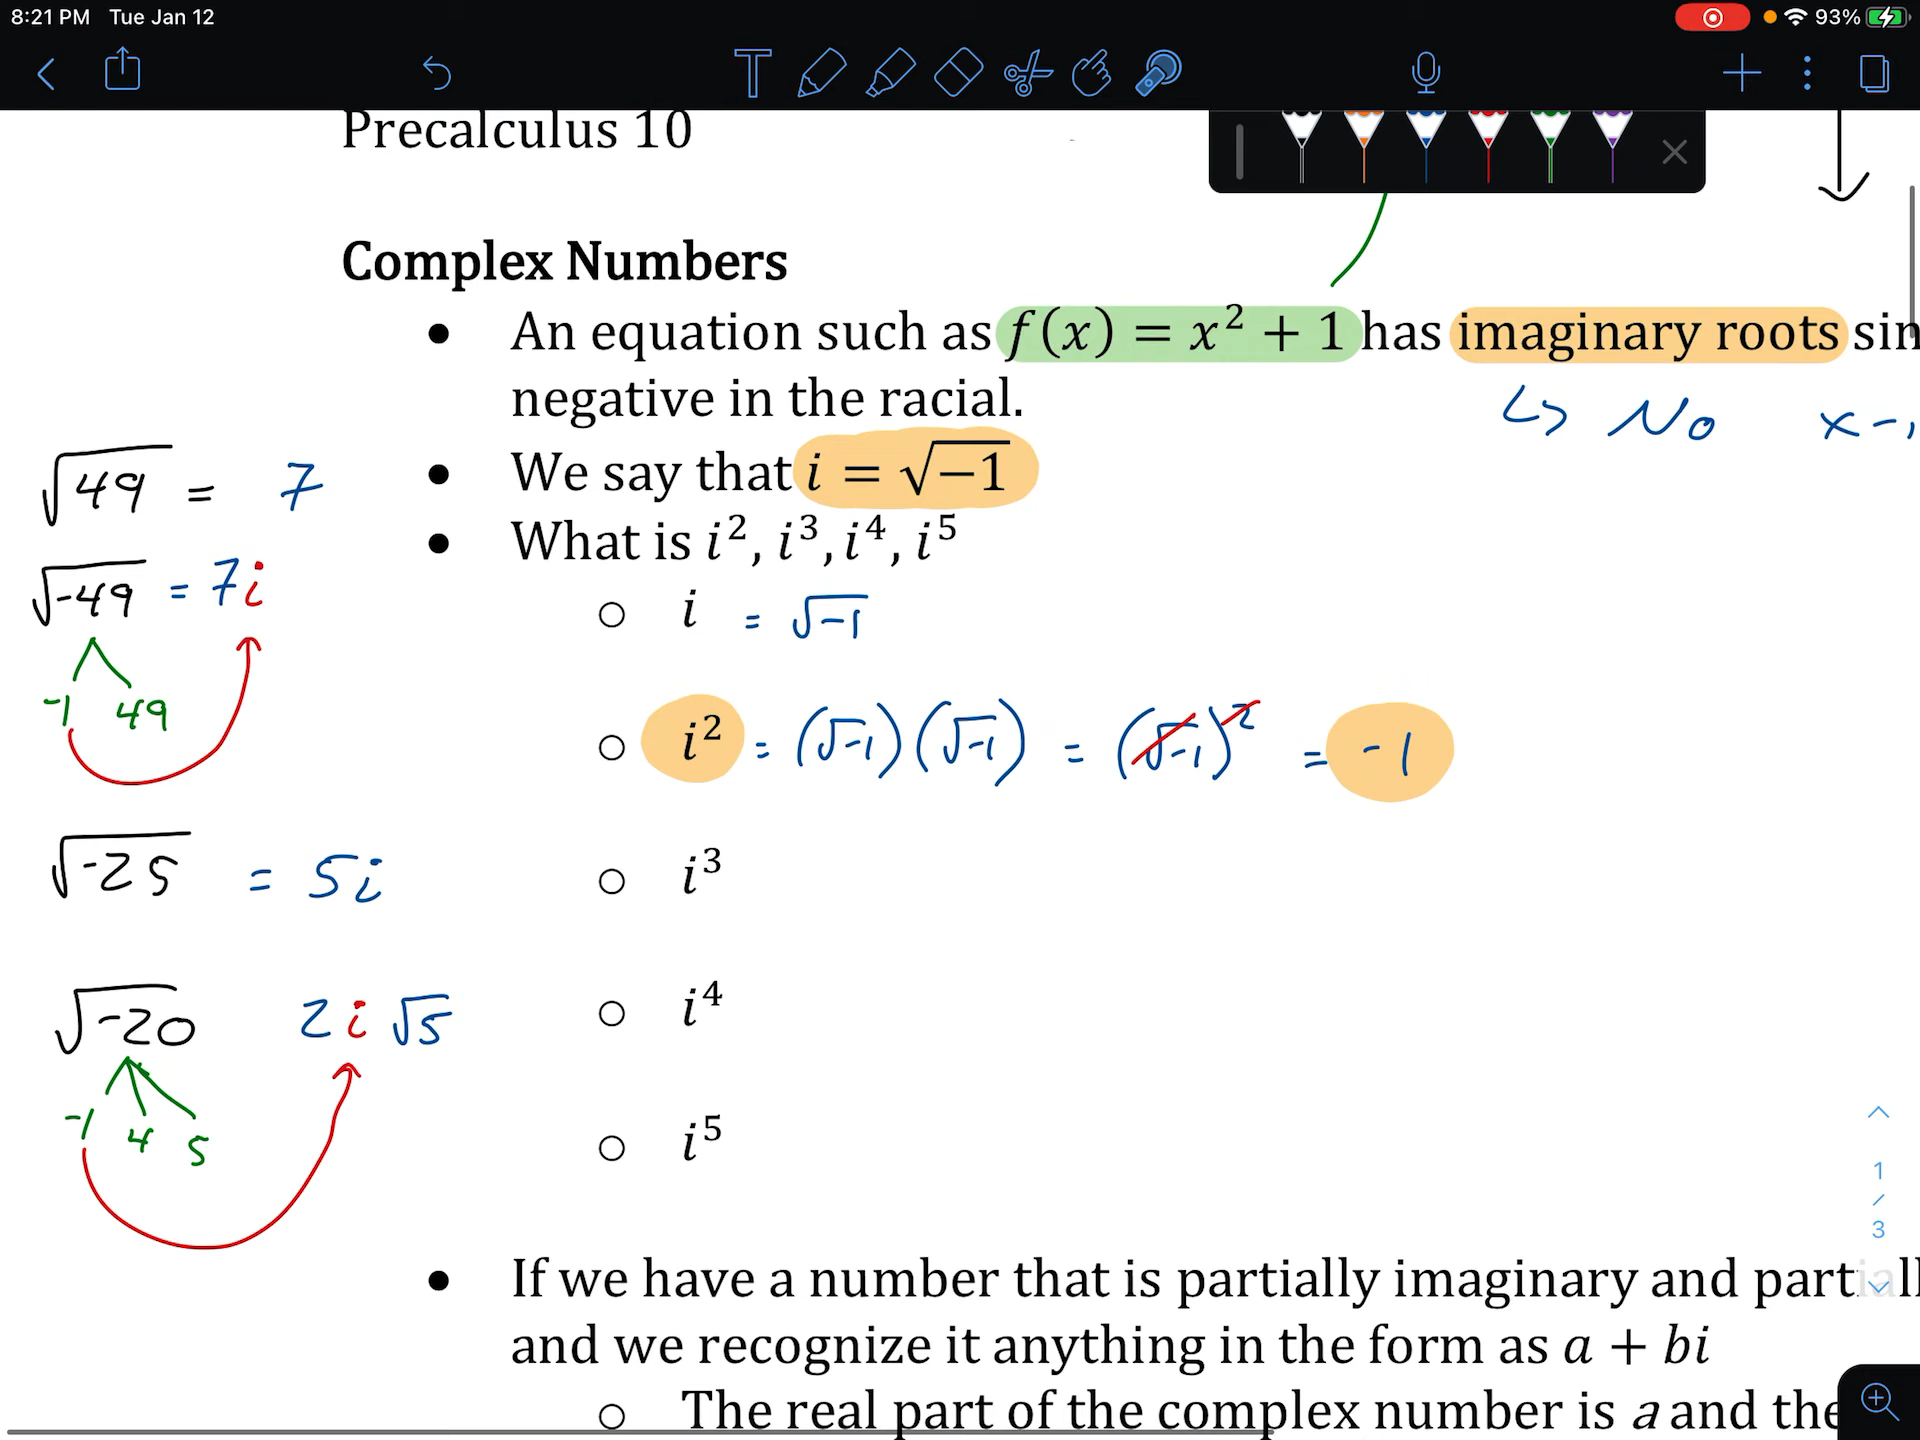 8:21 PM Tue Jan 12
93%
T
Precalculus 10
Complex Numbers
• An equation such as f(x) = x² + 1 has imaginary roots sin
negative in the racial.
↳ No x-
• We say that i = √−1
√49 = 7
• What is i², i³, i⁴, i⁵
√-49 = 7i
○ i = √-1
-1 49
○ i² = (√-1)(√-1) = (√-1)² = -1
√-25 = 5i
○ i³
√-20 2i√5
○ i⁴
-1 4 5
○ i⁵
1
/
3
• If we have a number that is partially imaginary and partiall
and we recognize it anything in the form as a + bi
○ The real part of the complex number is a and the